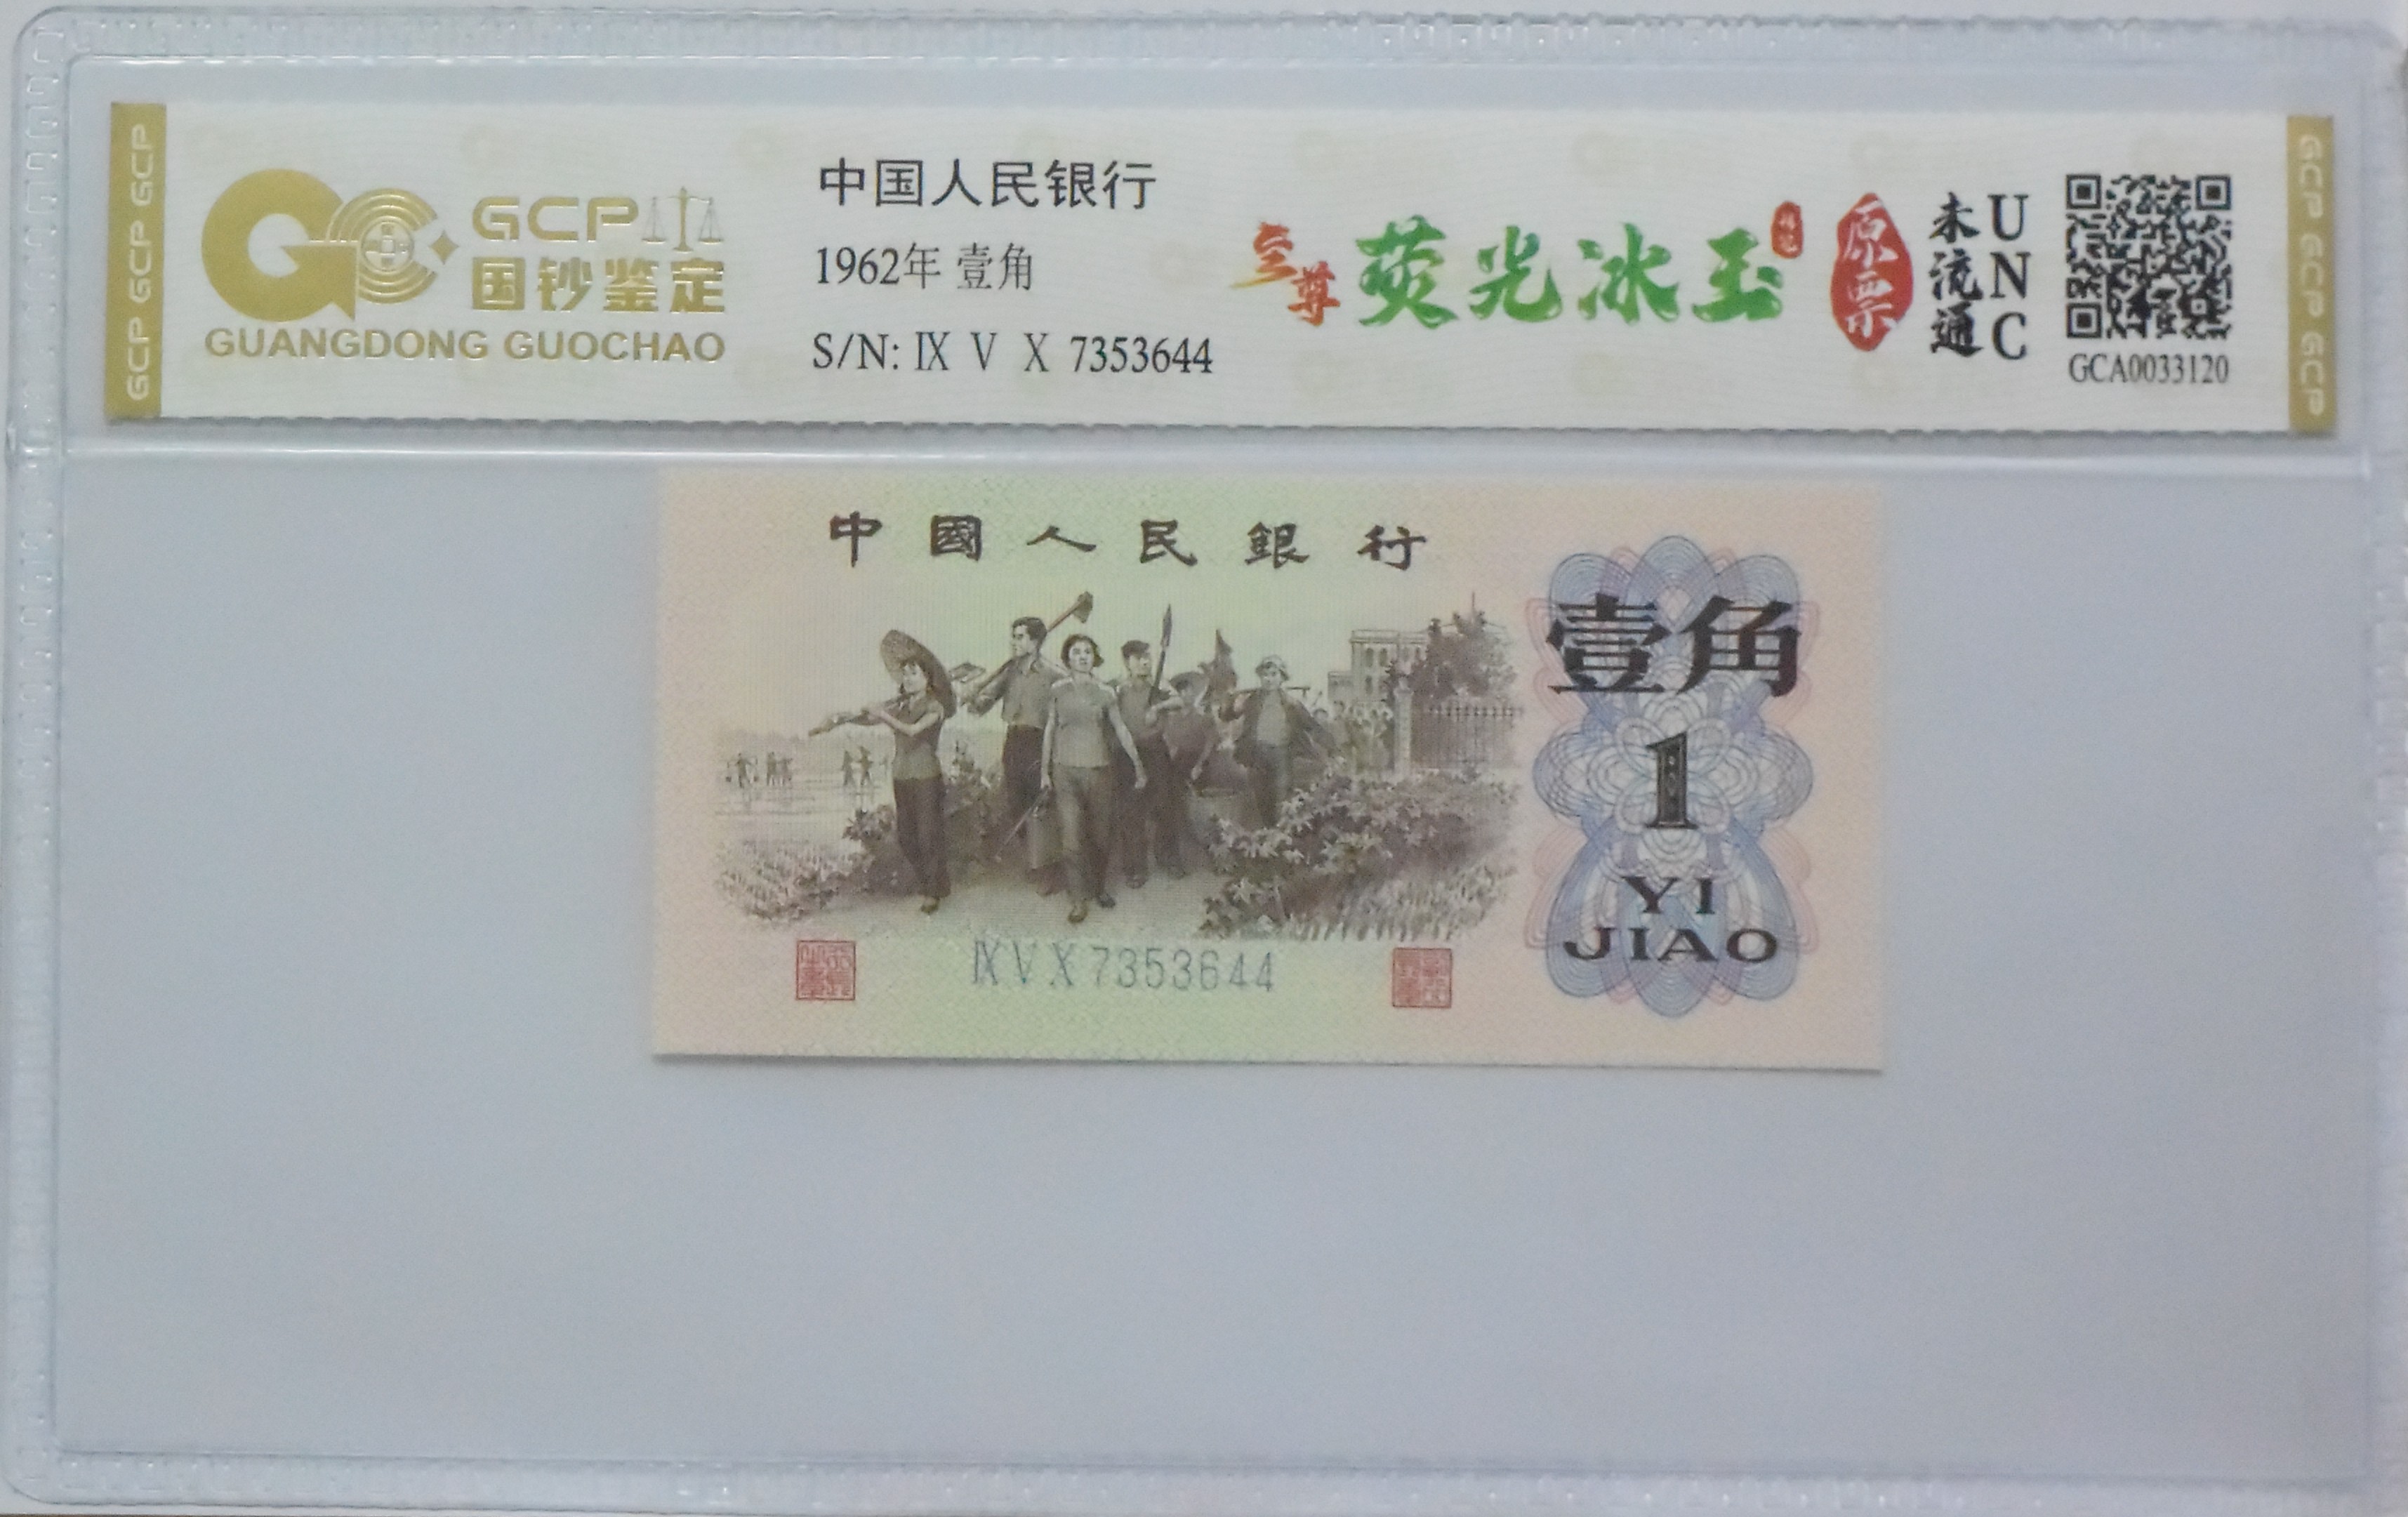 GCP GCP GCP
GCP
国钞鉴定
GUANGDONG GUOCHAO
中国人民银行
1962年 壹角
S/N: IX V X 7353644
至尊 荧光冰玉
原票
未流通
UNC
GCA0033120
GCP GCP GCP
中國人民銀行
壹角
1
YI
JIAO
IX V X 7353644